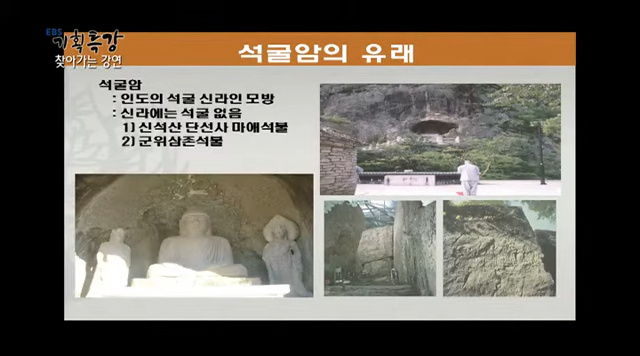 EBS
기획특강
찾아가는 강연
석굴암의 유래
석굴암
: 인도의 석굴 신라인 모방
: 신라에는 석굴 없음
1) 신석산 단선사 마애석불
2) 군위삼존석물